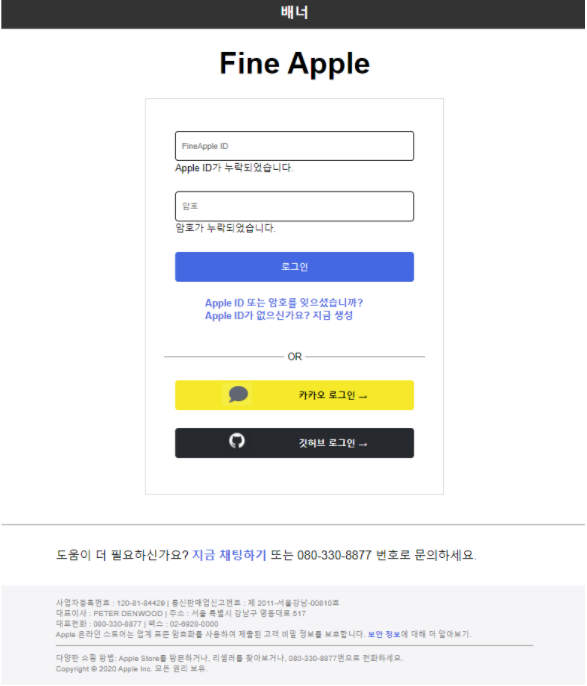 배너
Fine Apple
FineApple ID
Apple ID가 누락되었습니다.
암호
암호가 누락되었습니다.
로그인
Apple ID 또는 암호를 잊으셨습니까?
Apple ID가 없으신가요? 지금 생성
OR
카카오 로그인 →
깃허브 로그인 →
도움이 더 필요하신가요? 지금 채팅하기 또는 080-330-8877 번호로 문의하세요.
사업자등록번호 : 120-81-84429 | 통신판매업신고번호 : 제 2011-서울강남-00810호
대표이사 : PETER DENWOOD | 주소 : 서울 특별시 강남구 영동대로 517
대표전화 : 080-330-8877 | 팩스 : 02-6928-0000
Apple 온라인 스토어는 업계 표준 암호화를 사용하여 제출된 고객 비밀 정보를 보호합니다. 보안 정보에 대해 더 알아보기.
다양한 쇼핑 방법: Apple Store를 방문하거나, 리셀러를 찾아보거나, 080-330-8877번으로 전화하세요.
Copyright © 2020 Apple Inc. 모든 권리 보유.